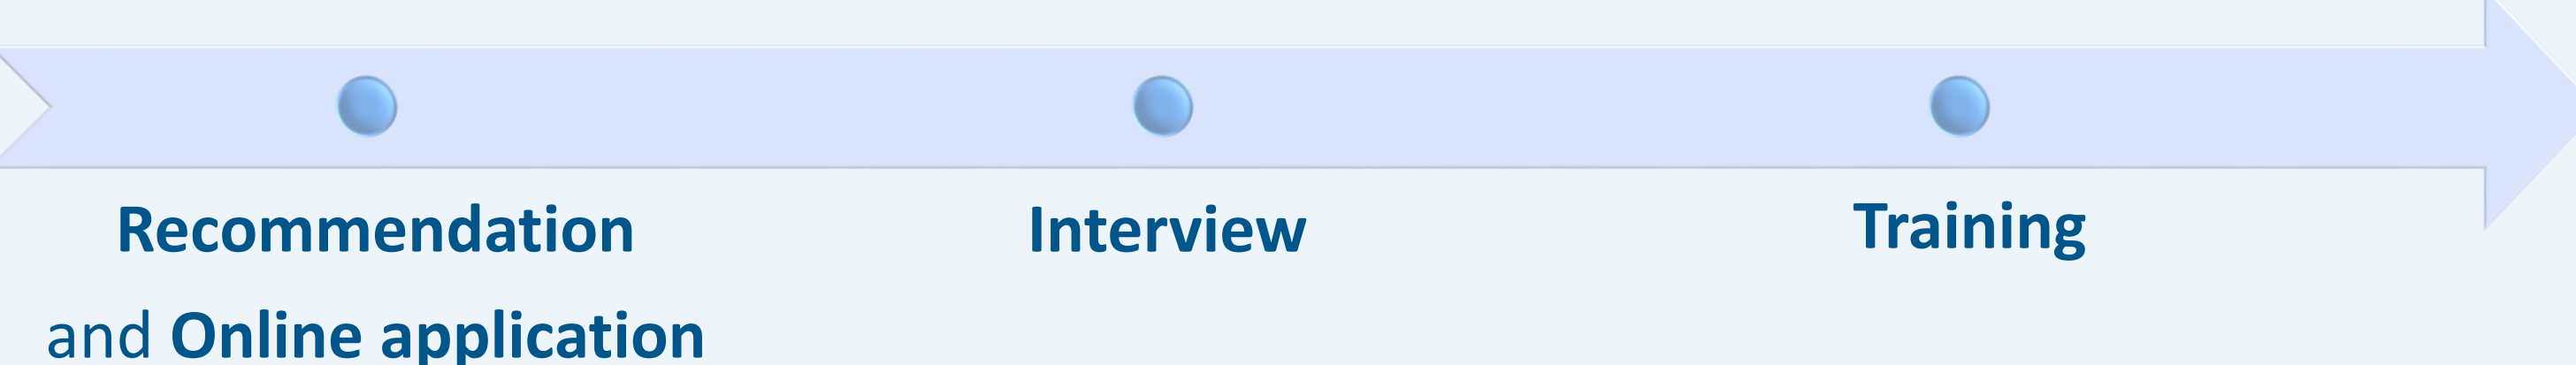 Recommendation
and Online application
Interview
Training